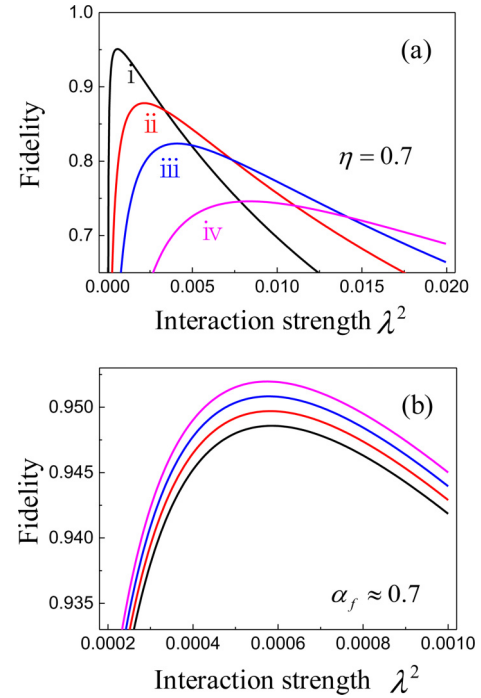 (a)
1.0
0.9
0.8
0.7
Fidelity
i
ii
iii
iv
η = 0.7
0.000 0.005 0.010 0.015 0.020
Interaction strength λ²
(b)
0.950
0.945
0.940
0.935
Fidelity
α_f ≈ 0.7
0.0002 0.0004 0.0006 0.0008 0.0010
Interaction strength λ²